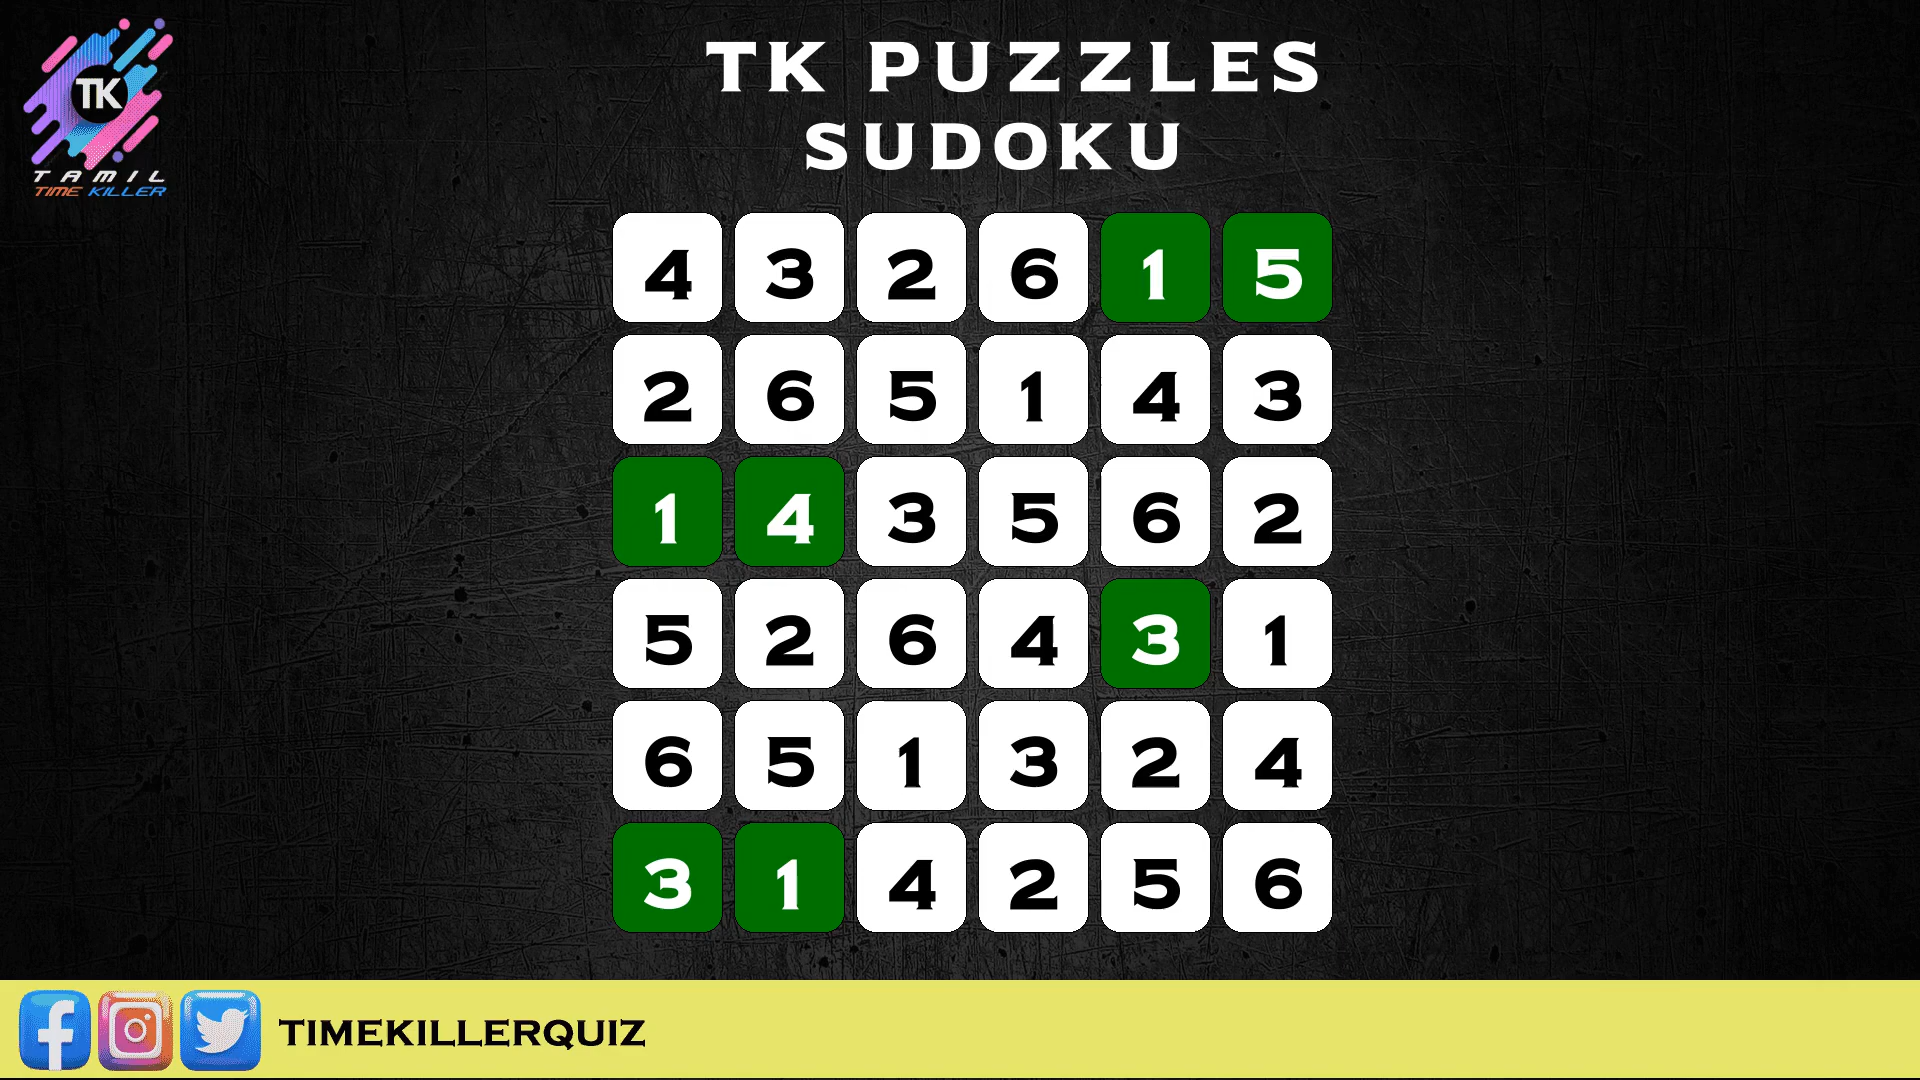 TK
TAMIL
TIME KILLER
TK PUZZLES
SUDOKU
4 3 2 6 1 5
2 6 5 1 4 3
1 4 3 5 6 2
5 2 6 4 3 1
6 5 1 3 2 4
3 1 4 2 5 6
TIMEKILLERQUIZ